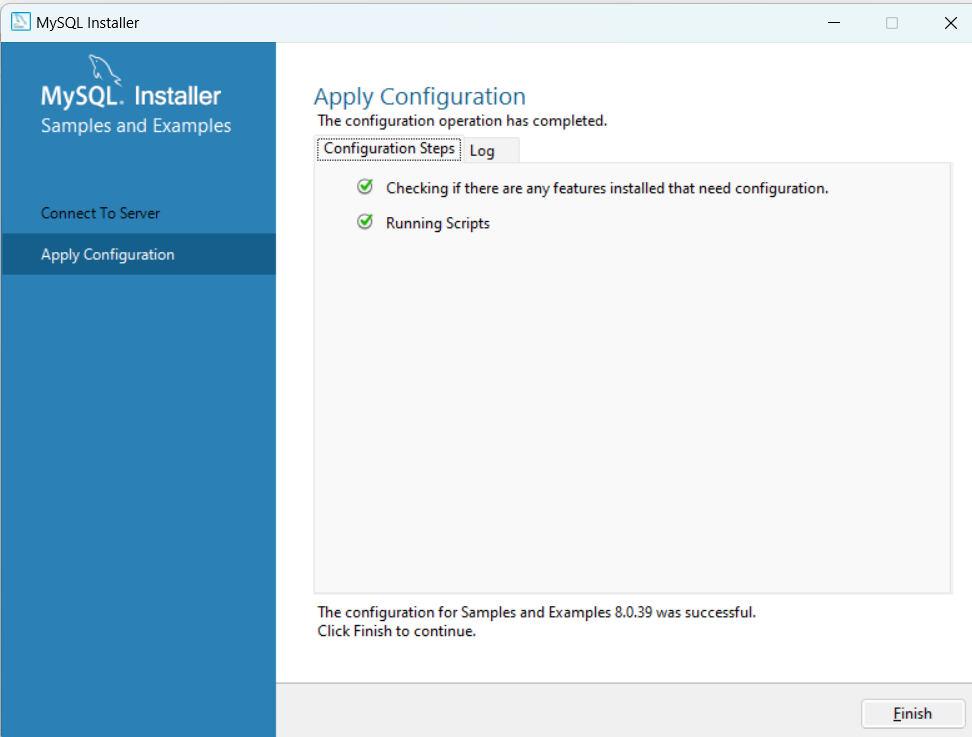 MySQL Installer
MySQL. Installer
Samples and Examples
Connect To Server
Apply Configuration
Apply Configuration
The configuration operation has completed.
Configuration Steps
Log
Checking if there are any features installed that need configuration.
Running Scripts
The configuration for Samples and Examples 8.0.39 was successful.
Click Finish to continue.
Finish